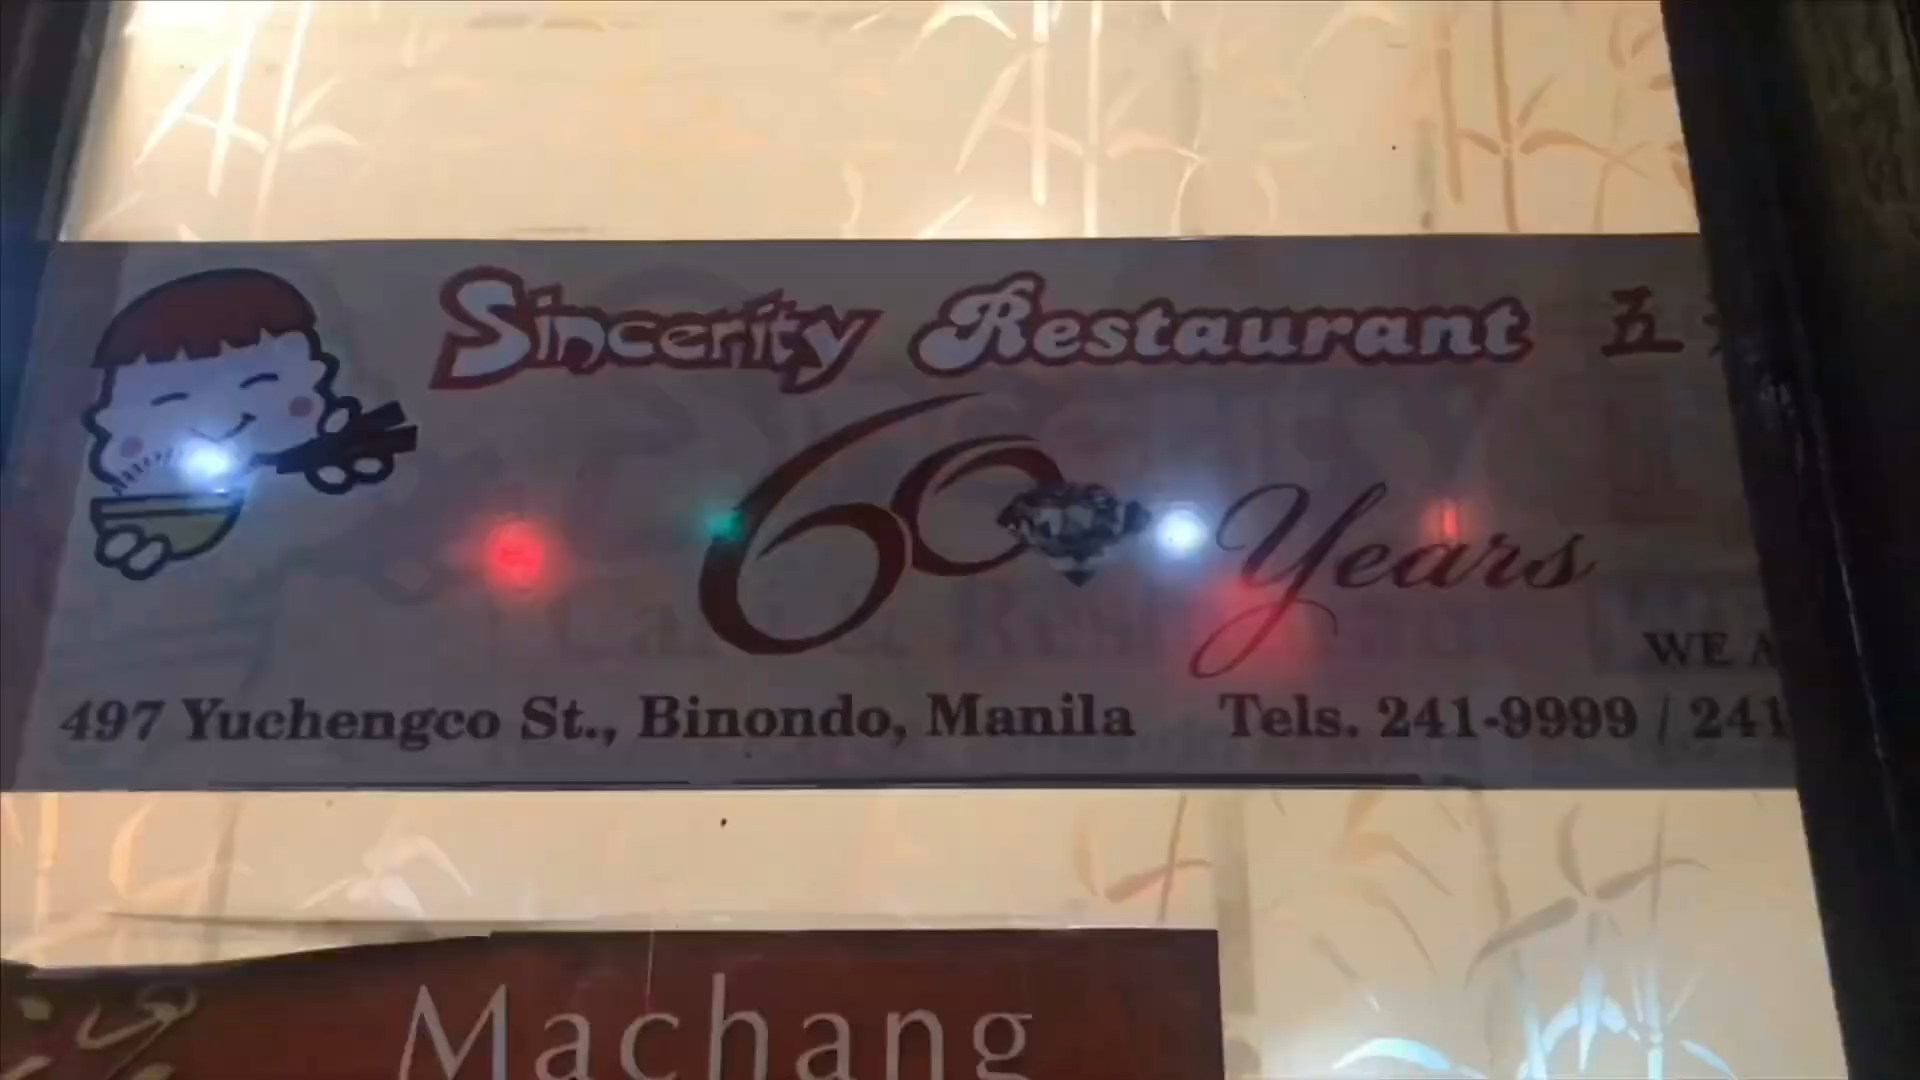 Sincerity Restaurant 五
60 Years
WE
497 Yuchengco St., Binondo, Manila Tels. 241-9999 / 241
Machang